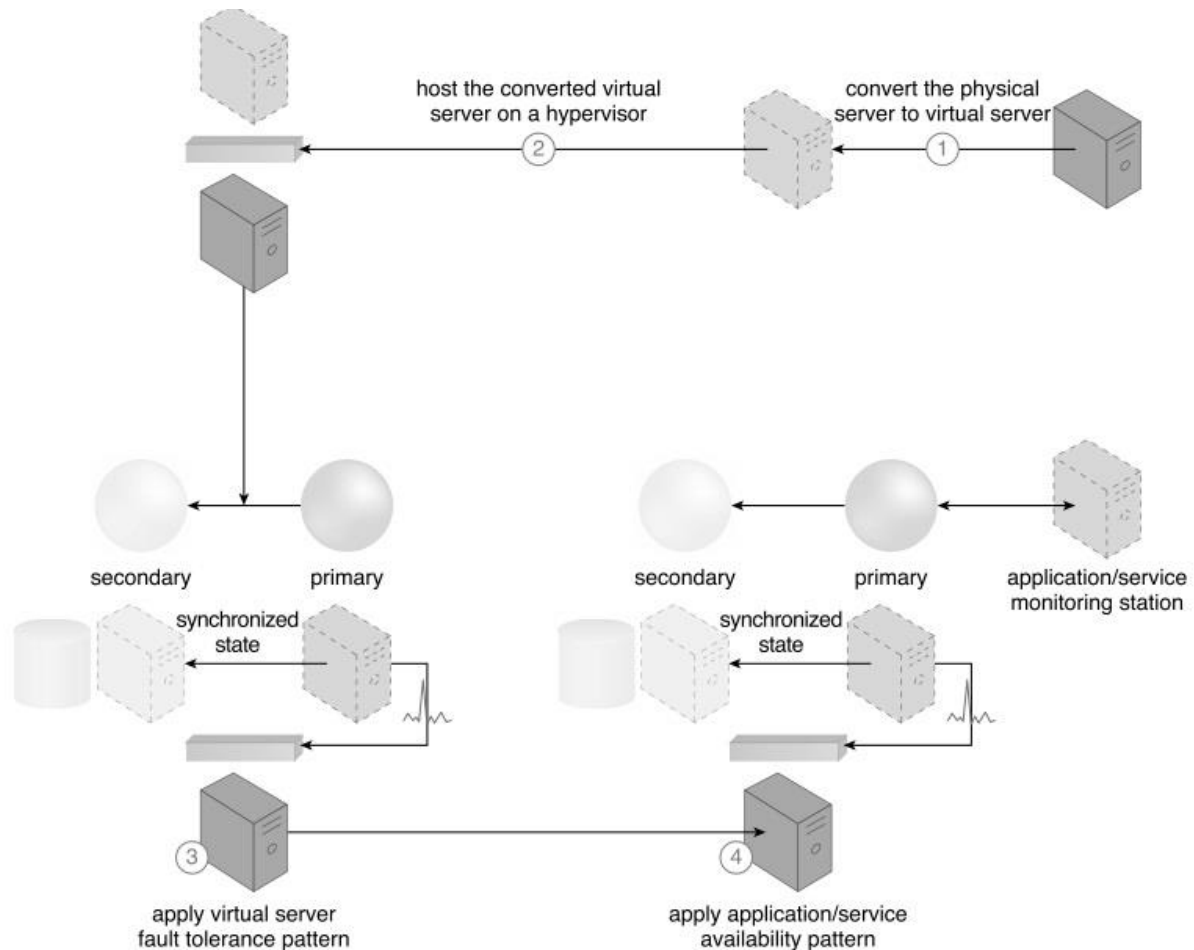 host the converted virtual
server on a hypervisor
2
convert the physical
server to virtual server
1
secondary
primary
secondary
primary
application/service
monitoring station
synchronized
state
synchronized
state
3
apply virtual server
fault tolerance pattern
4
apply application/service
availability pattern